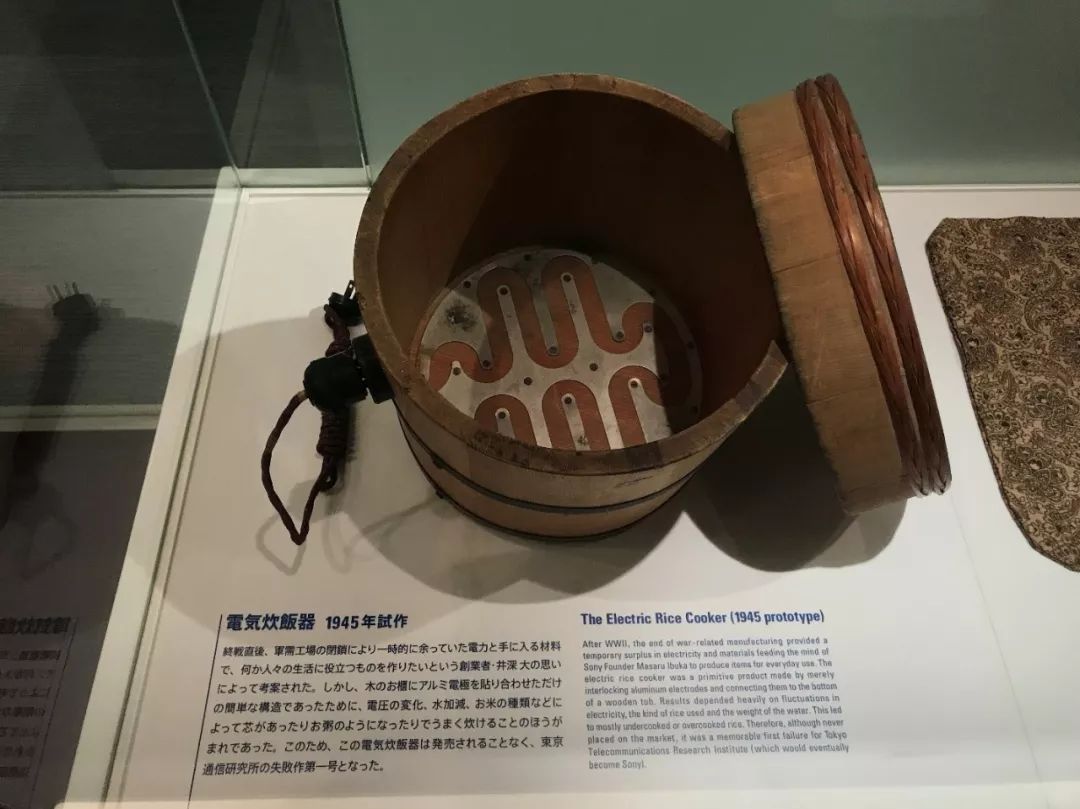 電気炊飯器 1945年試作
終戦直後、軍需工場の閉鎖により一時的に余っていた電力と手に入る材料
で、何か人々の生活に役立つものを作りたいという創業者・井深 大の思い
によって考案された。しかし、木のお櫃にアルミ電極を貼り合わせただけ
の簡単な構造であったために、電圧の変化、水加減、お米の種類などに
よって芯があったりお粥のようになったりでうまく炊けることのほうが
まれであった。このため、この電気炊飯器は発売されることなく、東京
通信研究所の失敗作第一号となった。
The Electric Rice Cooker (1945 prototype)
After WWII, the end of war-related manufacturing provided a
temporary surplus in electricity and materials feeding the mind of
Sony Founder Masaru Ibuka to produce items for everyday use. The
electric rice cooker was a primitive product made by merely
interlocking aluminum electrodes and connecting them to the bottom
of a wooden tub. Results depended heavily on fluctuations in
electricity, the kind of rice used and the weight of the water. This led
to mostly undercooked or overcooked rice. Therefore, although never
placed on the market, it was a memorable first failure for Tokyo
Telecommunications Research Institute (which would eventually
become Sony).